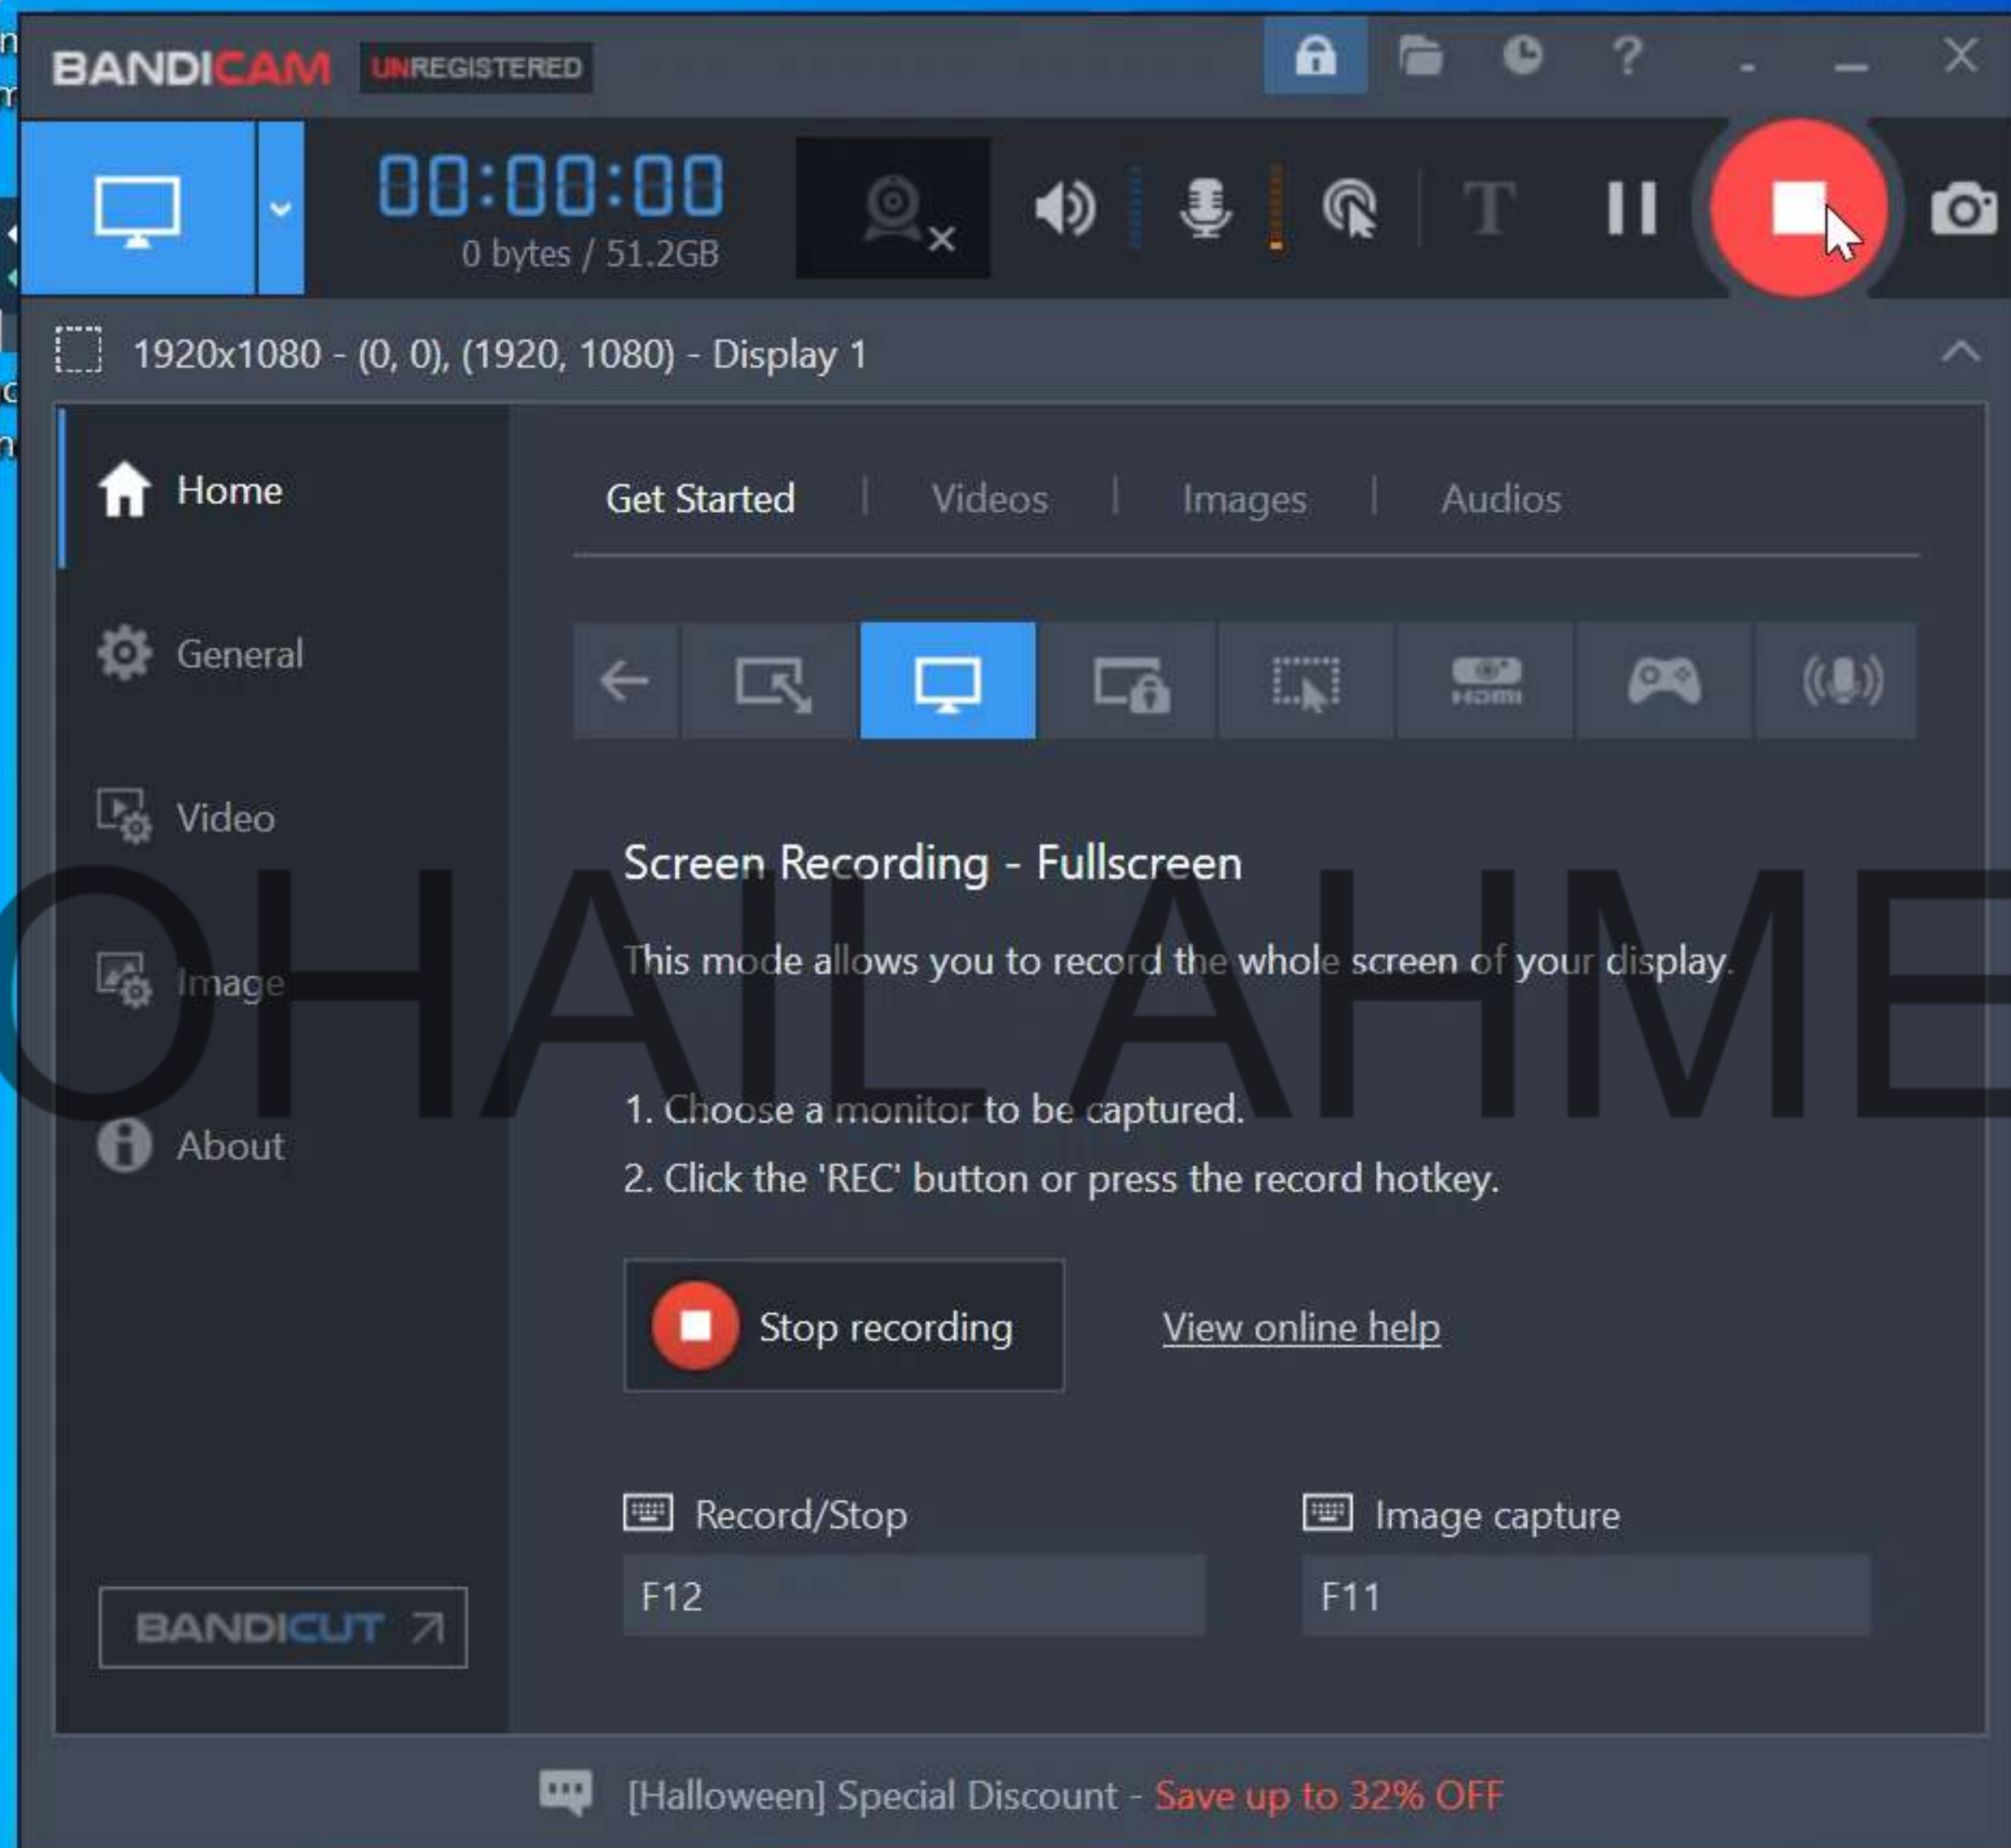 BANDICAM UNREGISTERED
?
00:00:00
0 bytes / 51.2GB
T
1920x1080 - (0, 0), (1920, 1080) - Display 1
Home
General
Video
Image
About
BANDICUT
Get Started | Videos | Images | Audios
HDMI
Screen Recording - Fullscreen
This mode allows you to record the whole screen of your display.
OHAIL AHME
1. Choose a monitor to be captured.
2. Click the 'REC' button or press the record hotkey.
Stop recording View online help
Record/Stop Image capture
F12 F11
[Halloween] Special Discount - Save up to 32% OFF